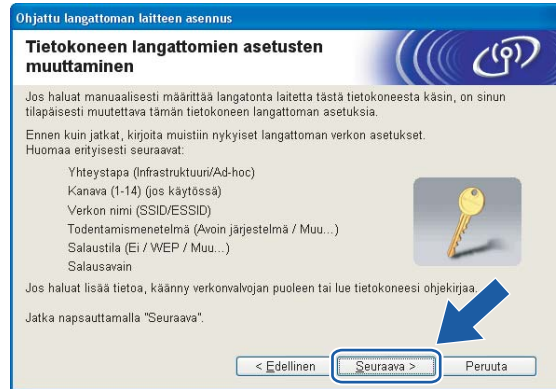 Ohjattu langattoman laitteen asennus
Tietokoneen langattomien asetusten
muuttaminen
Jos haluat manuaalisesti määrittää langatonta laitetta tästä tietokoneesta käsin, on sinun
tilapäisesti muutettava tämän tietokoneen langattoman asetuksia.
Ennen kuin jatkat, kirjoita muistiin nykyiset langattoman verkon asetukset.
Huomaa erityisesti seuraavat:
Yhteystapa (Infrastruktuuri/Ad-hoc)
Kanava (1-14) (jos käytössä)
Verkon nimi (SSID/ESSID)
Todentamismenetelmä (Avoin järjestelmä / Muu...)
Salaustila (Ei / WEP / Muu...)
Salausavain
Jos haluat lisää tietoa, käänny verkonvalvojan puoleen tai lue tietokoneesi ohjekirjaa.
Jatka napsauttamalla "Seuraava".
< Edellinen
Seuraava >
Peruuta